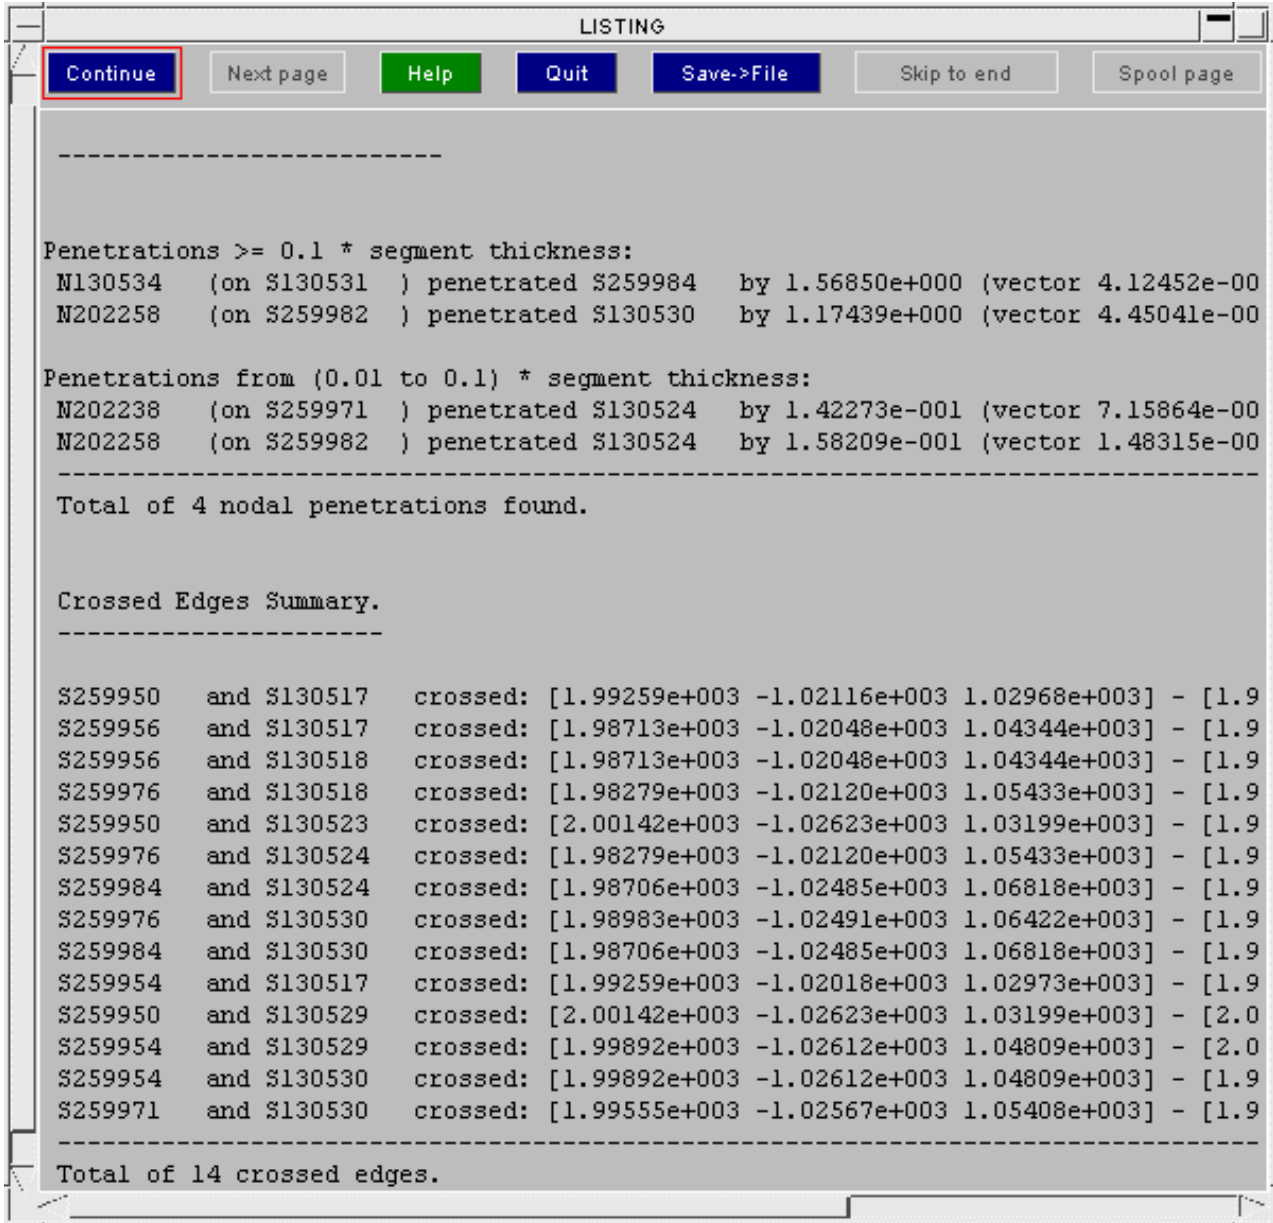 LISTING
Continue Next page Help Quit Save->File Skip to end Spool page
--------------------------
Penetrations >= 0.1 * segment thickness:
N130534 (on S130531 ) penetrated S259984 by 1.56850e+000 (vector 4.12452e-00
N202258 (on S259982 ) penetrated S130530 by 1.17439e+000 (vector 4.45041e-00
Penetrations from (0.01 to 0.1) * segment thickness:
N202238 (on S259971 ) penetrated S130524 by 1.42273e-001 (vector 7.15864e-00
N202258 (on S259982 ) penetrated S130524 by 1.58209e-001 (vector 1.48315e-00
--------------------------------------------------------------------------------
Total of 4 nodal penetrations found.
Crossed Edges Summary.
----------------------
S259950 and S130517 crossed: [1.99259e+003 -1.02116e+003 1.02968e+003] - [1.9
S259956 and S130517 crossed: [1.98713e+003 -1.02048e+003 1.04344e+003] - [1.9
S259956 and S130518 crossed: [1.98713e+003 -1.02048e+003 1.04344e+003] - [1.9
S259976 and S130518 crossed: [1.98279e+003 -1.02120e+003 1.05433e+003] - [1.9
S259950 and S130523 crossed: [2.00142e+003 -1.02623e+003 1.03199e+003] - [1.9
S259976 and S130524 crossed: [1.98279e+003 -1.02120e+003 1.05433e+003] - [1.9
S259984 and S130524 crossed: [1.98706e+003 -1.02485e+003 1.06818e+003] - [1.9
S259976 and S130530 crossed: [1.98983e+003 -1.02491e+003 1.06422e+003] - [1.9
S259984 and S130530 crossed: [1.98706e+003 -1.02485e+003 1.06818e+003] - [1.9
S259954 and S130517 crossed: [1.99259e+003 -1.02018e+003 1.02973e+003] - [1.9
S259950 and S130529 crossed: [2.00142e+003 -1.02623e+003 1.03199e+003] - [2.0
S259954 and S130529 crossed: [1.99892e+003 -1.02612e+003 1.04809e+003] - [2.0
S259954 and S130530 crossed: [1.99892e+003 -1.02612e+003 1.04809e+003] - [1.9
S259971 and S130530 crossed: [1.99555e+003 -1.02567e+003 1.05408e+003] - [1.9
--------------------------------------------------------------------------------
Total of 14 crossed edges.